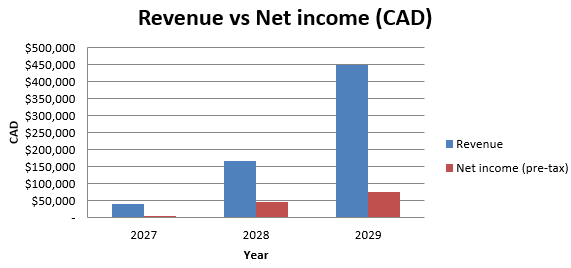 Revenue vs Net income (CAD)
$500,000
$450,000
$400,000
$350,000
$300,000
$250,000
$200,000
$150,000
$100,000
$50,000
-
CAD
2027
2028
2029
Year
Revenue
Net income (pre-tax)